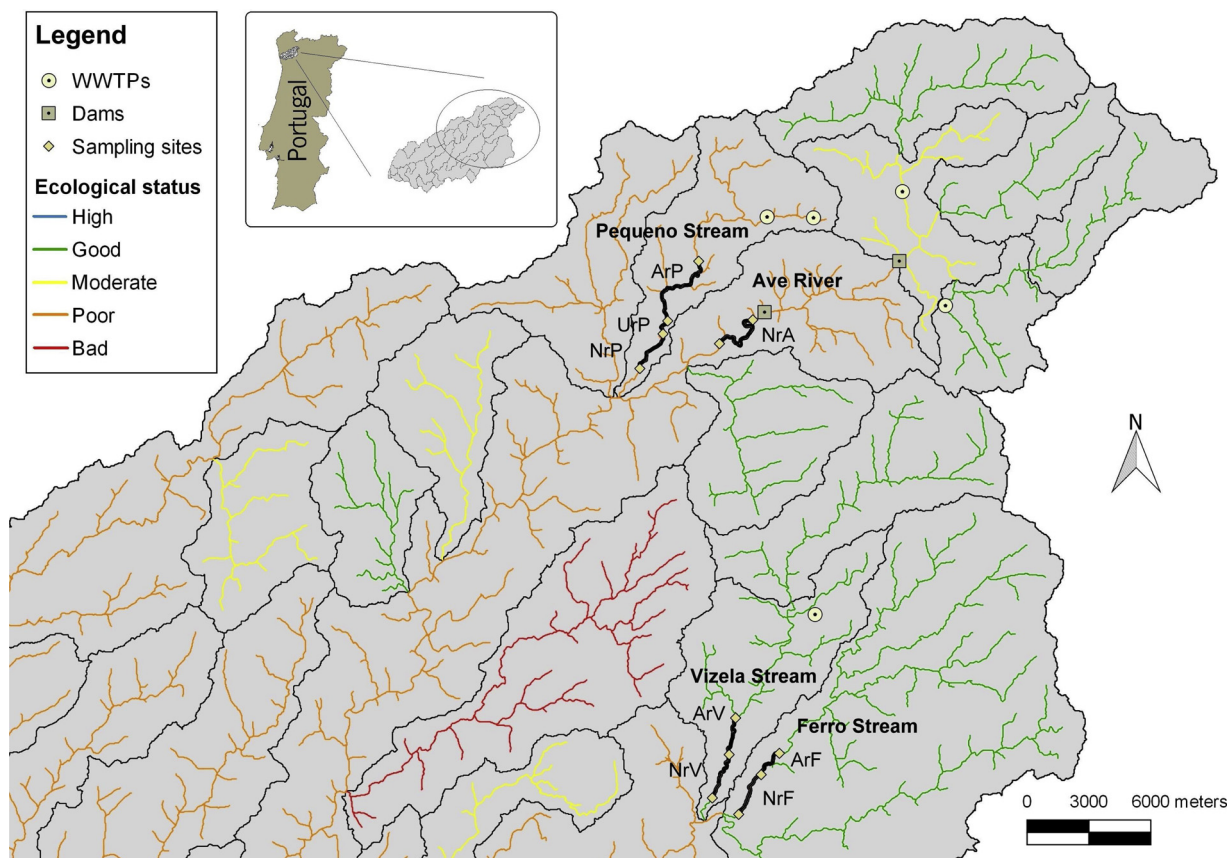 Legend
WWTPs
Dams
Sampling sites
Ecological status
High
Good
Moderate
Poor
Bad
Portugal
Pequeno Stream
ArP
UrP
NrP
Ave River
NrA
N
Vizela Stream
ArV
NrV
Ferro Stream
ArF
NrF
0 3000 6000 meters